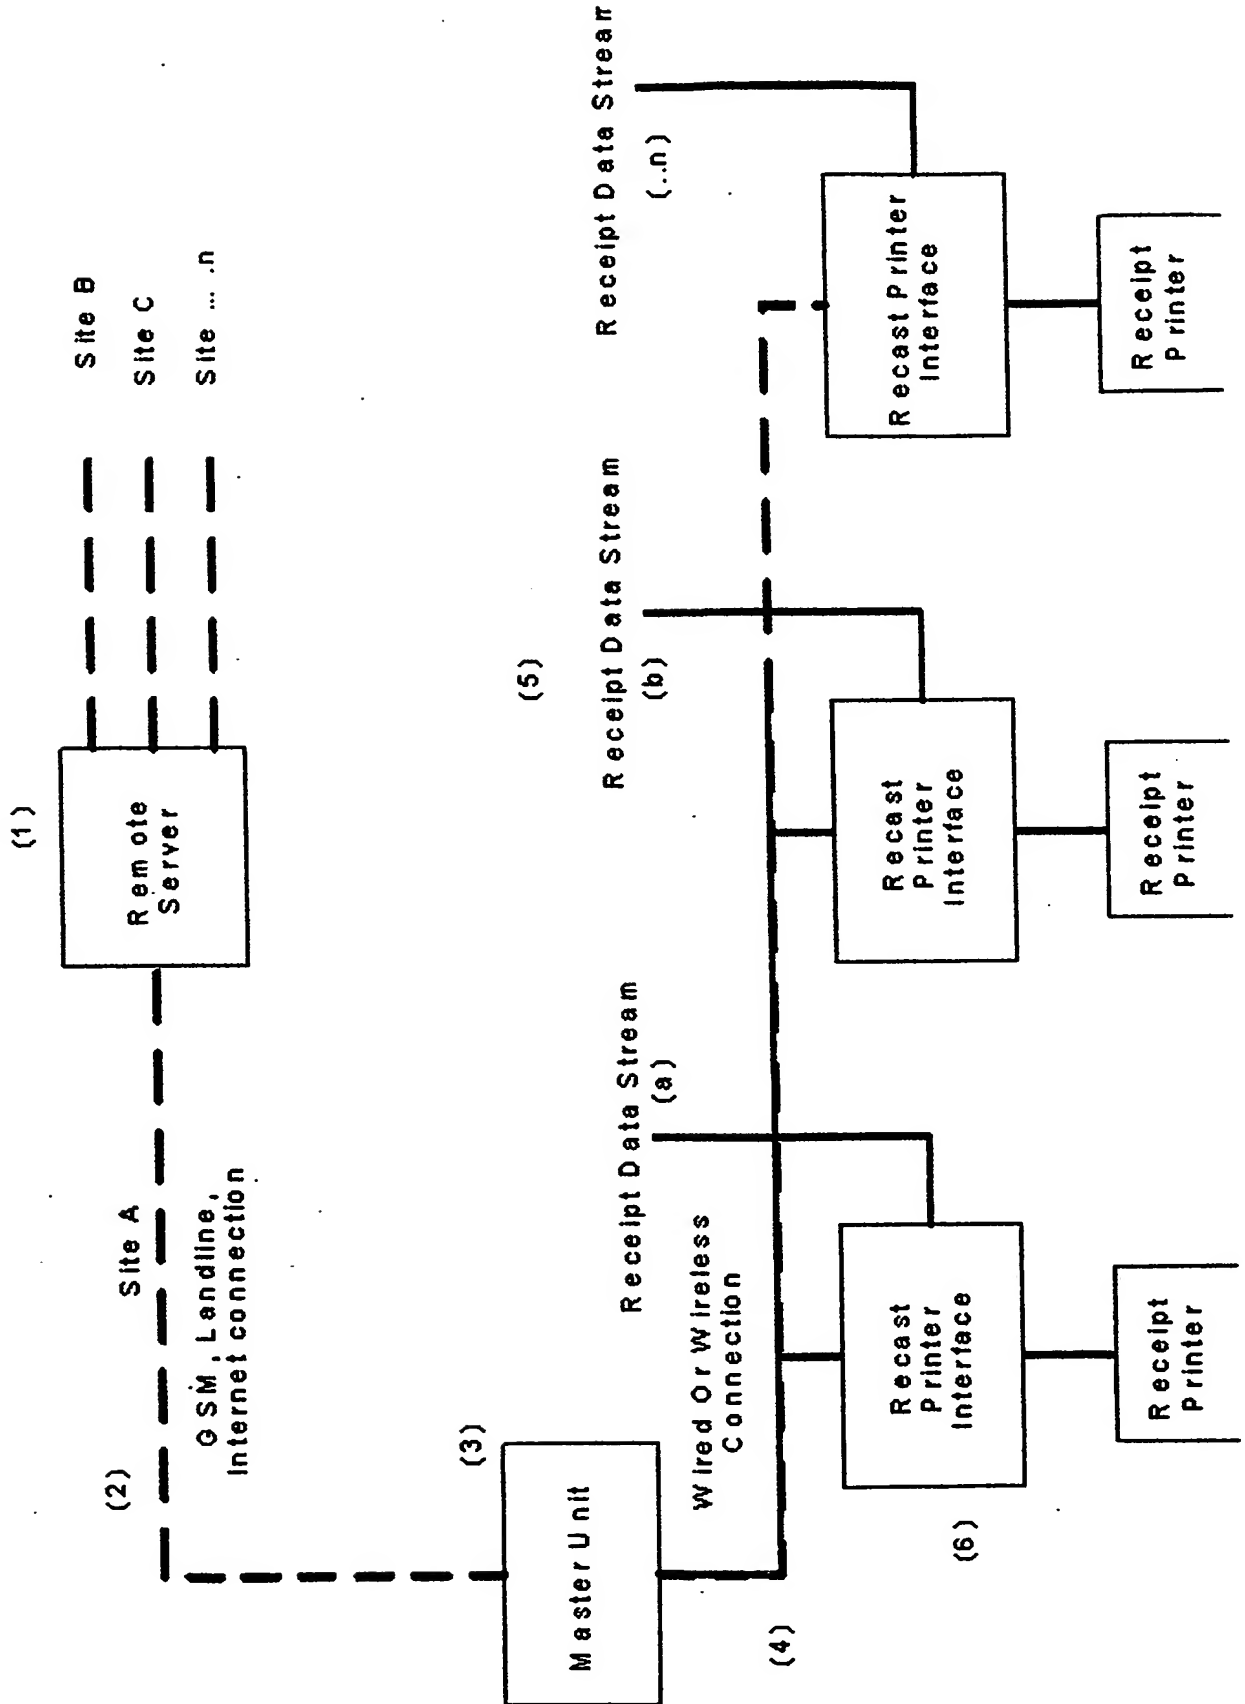 (1)
Remote
Server
Site B
Site C
Site ... .n
(2)
Site A
GSM, Landline,
Internet connection
(3)
Master Unit
(4)
Wired Or Wireless
Connection
(5)
Receipt Data Stream
(a)
Receipt Data Stream
(b)
Receipt Data Stream
(..n)
(6)
Recast
Printer
Interface
Recast
Printer
Interface
Recast Printer
Interface
Receipt
Printer
Receipt
Printer
Receipt
Printer